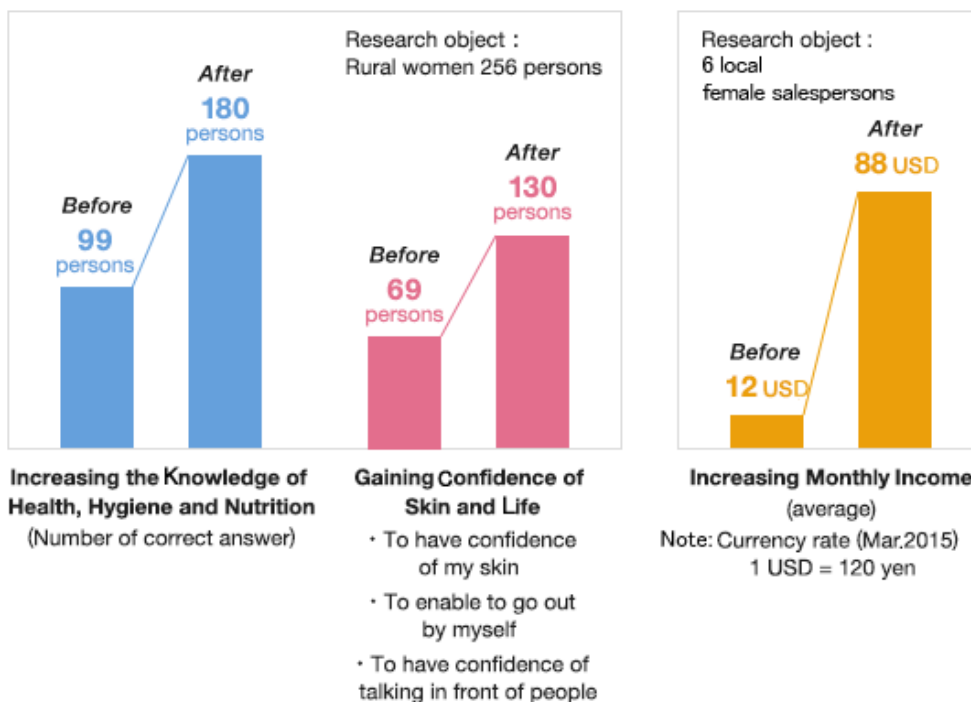 Research object :
Rural women 256 persons
Before
99
persons
After
180
persons
Before
69
persons
After
130
persons
Increasing the Knowledge of
Health, Hygiene and Nutrition
(Number of correct answer)
Gaining Confidence of
Skin and Life
・To have confidence
of my skin
・To enable to go out
by myself
・To have confidence of
talking in front of people
Research object :
6 local
female salespersons
Before
12 USD
After
88 USD
Increasing Monthly Income
(average)
Note: Currency rate (Mar.2015)
1 USD = 120 yen